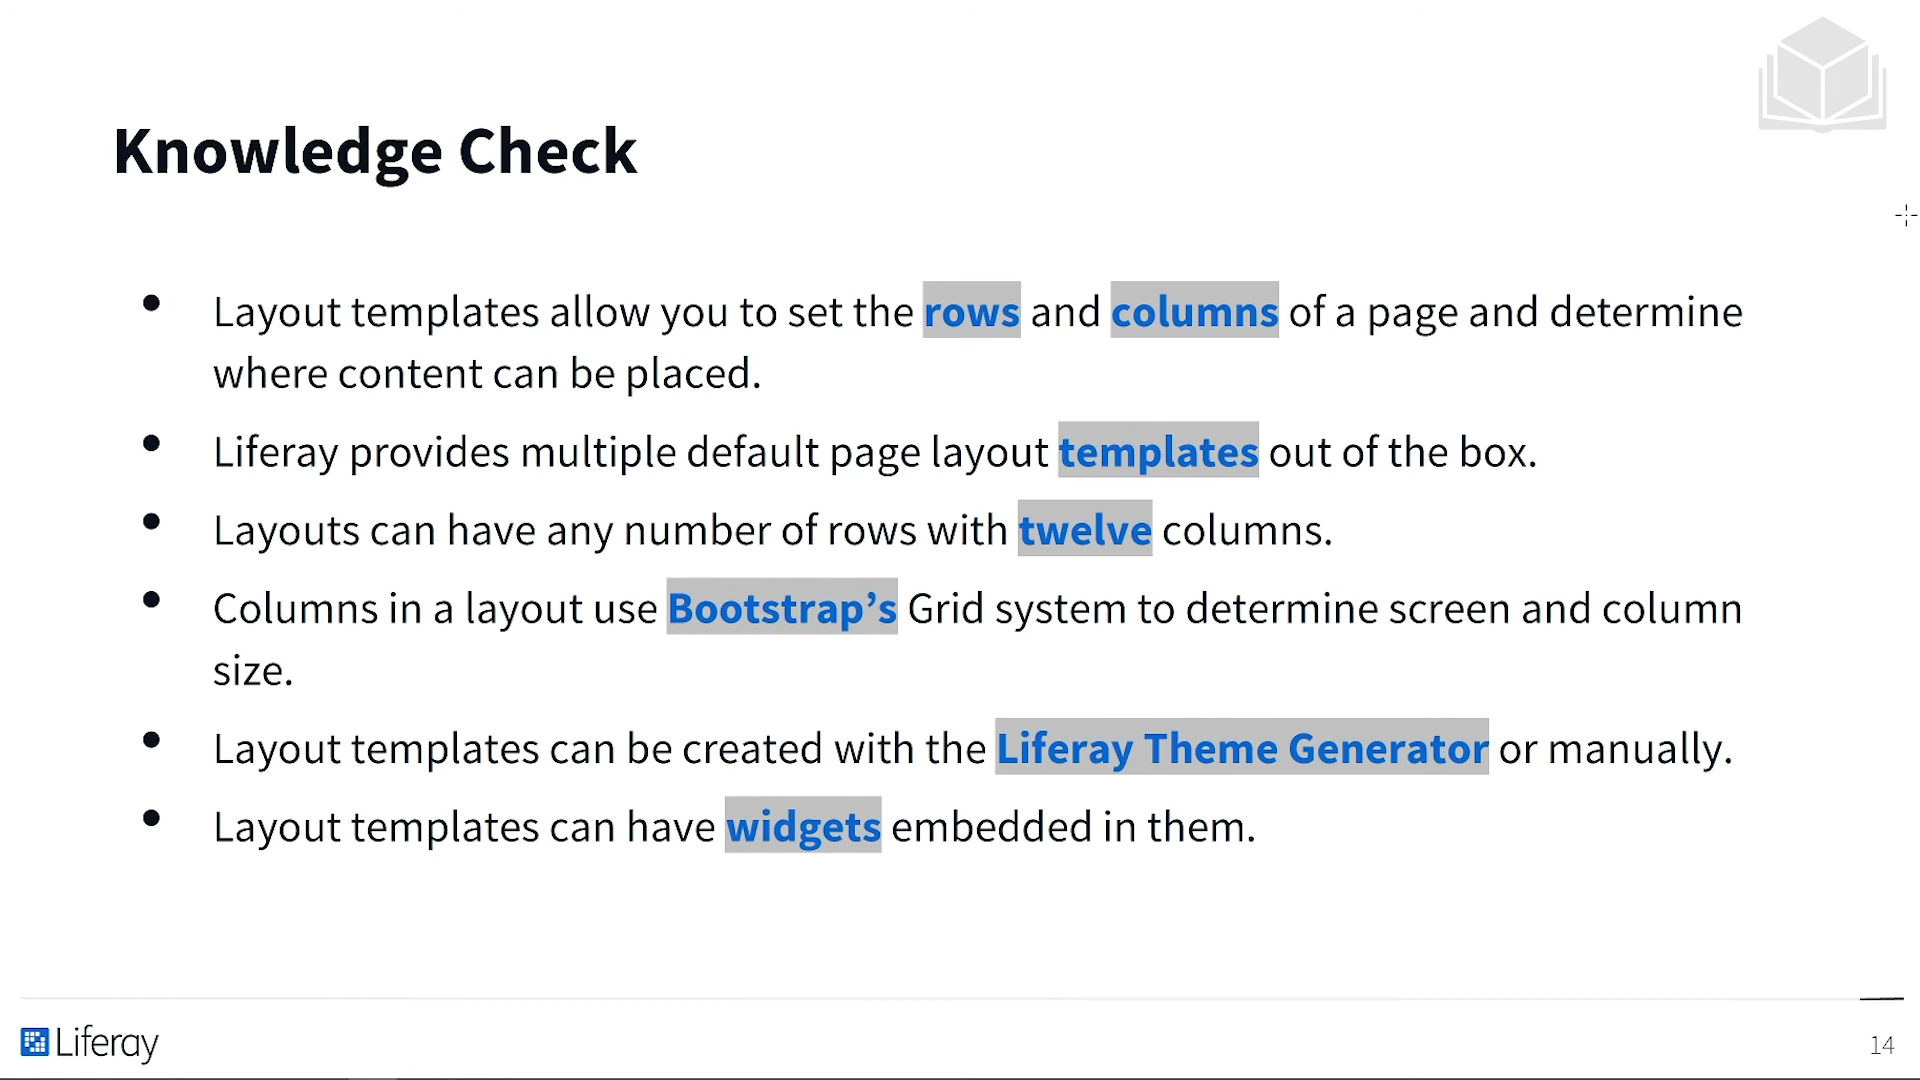 Knowledge Check
• Layout templates allow you to set the rows and columns of a page and determine
where content can be placed.
• Liferay provides multiple default page layout templates out of the box.
• Layouts can have any number of rows with twelve columns.
• Columns in a layout use Bootstrap’s Grid system to determine screen and column
size.
• Layout templates can be created with the Liferay Theme Generator or manually.
• Layout templates can have widgets embedded in them.
Liferay
14